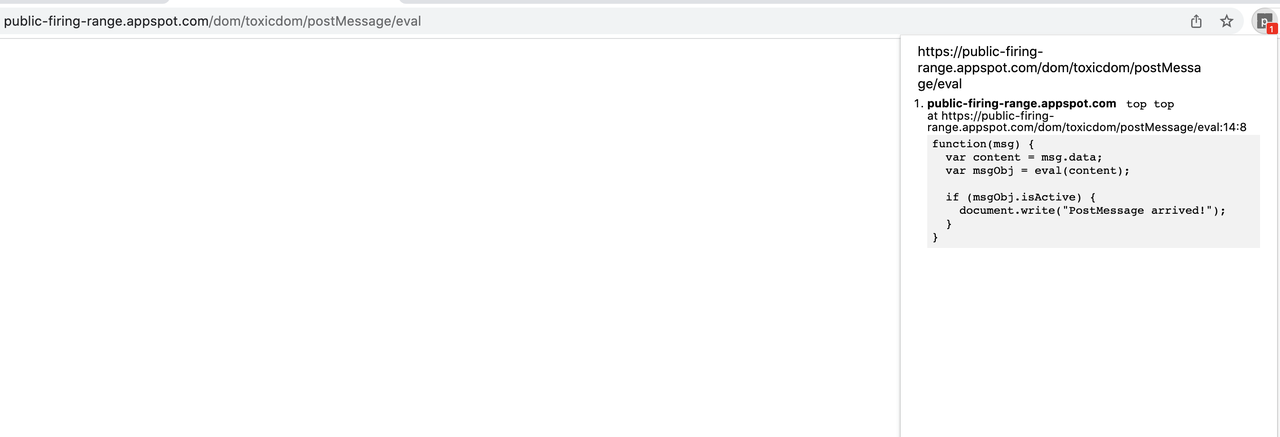 public-firing-range.appspot.com/dom/toxicdom/postMessage/eval
p
1
https://public-firing-
range.appspot.com/dom/toxicdom/postMessa
ge/eval
1. public-firing-range.appspot.com top top
at https://public-firing-
range.appspot.com/dom/toxicdom/postMessage/eval:14:8
function(msg) {
  var content = msg.data;
  var msgObj = eval(content);

  if (msgObj.isActive) {
    document.write("PostMessage arrived!");
  }
}